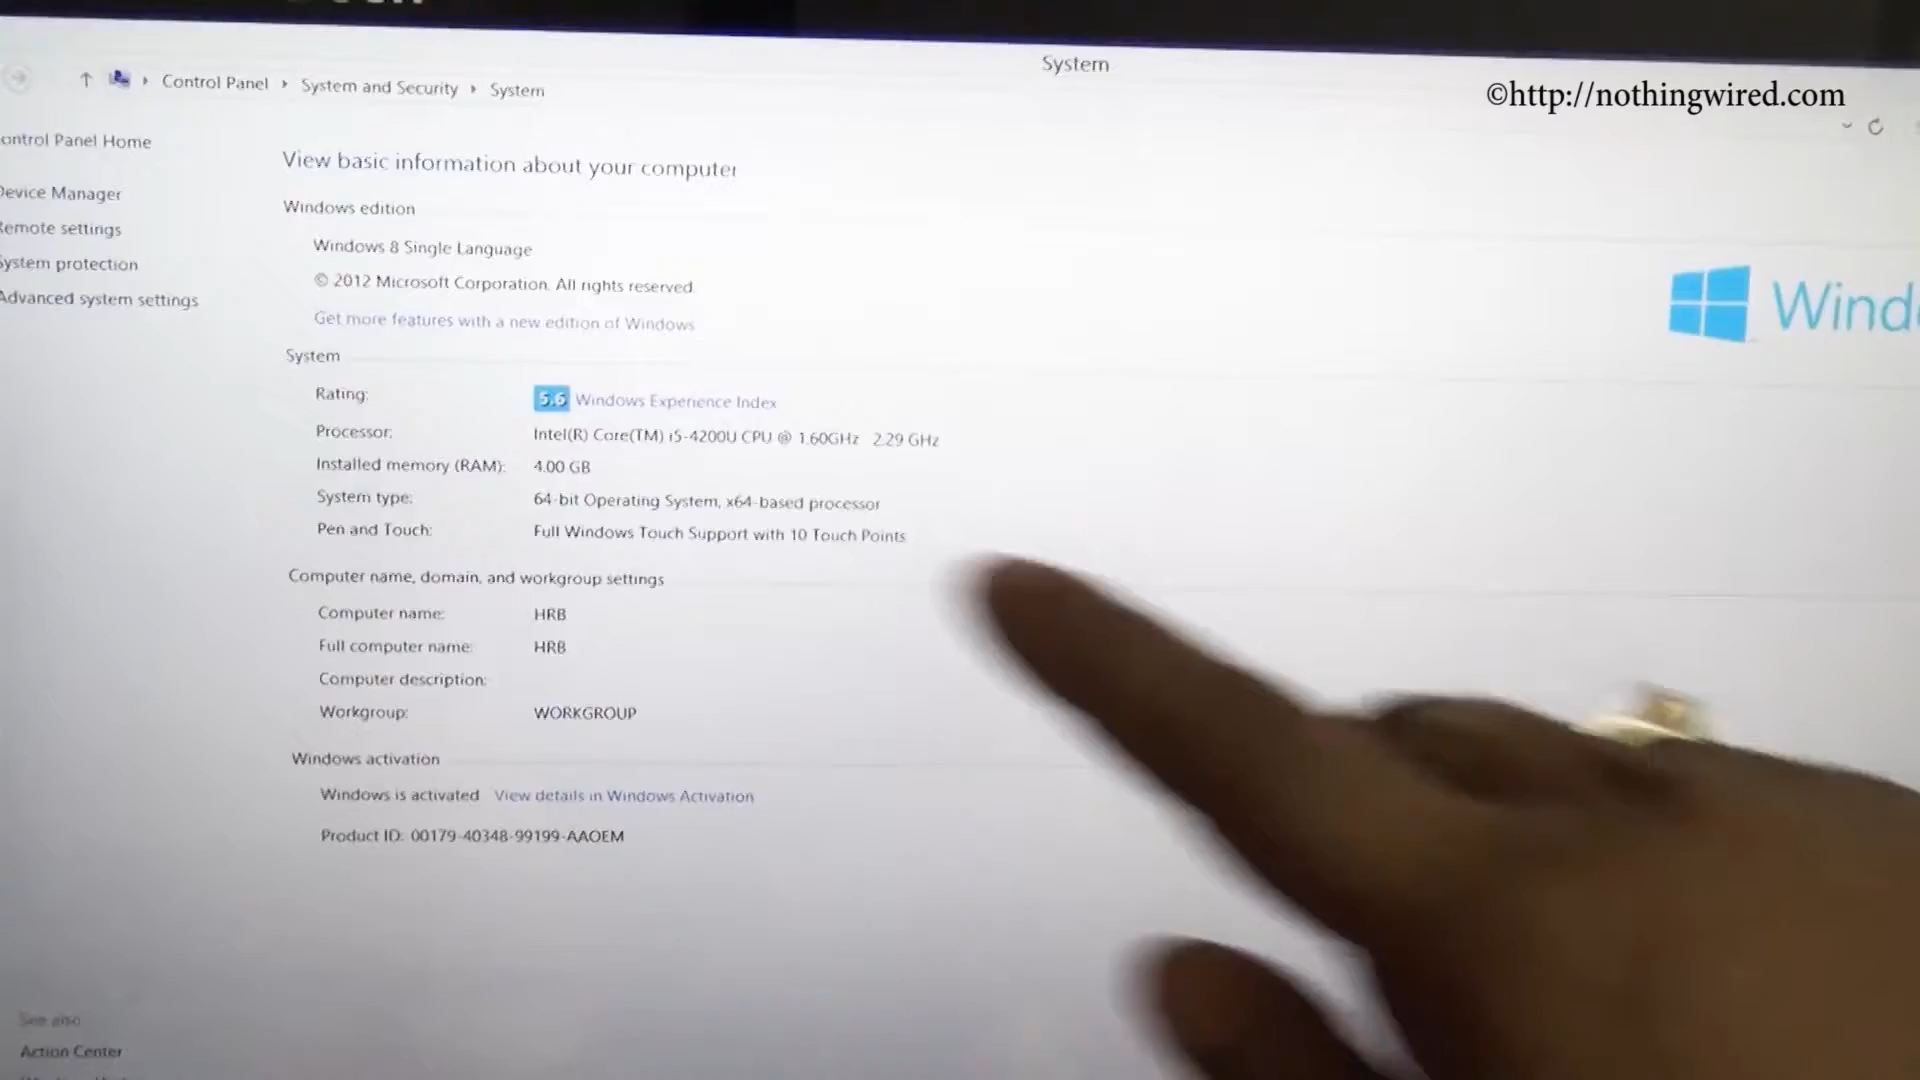 System
Control Panel System and Security System
©http://nothingwired.com
ontrol Panel Home
Device Manager
Remote settings
System protection
Advanced system settings
View basic information about your computer
Windows edition
Windows 8 Single Language
© 2012 Microsoft Corporation. All rights reserved.
Get more features with a new edition of Windows
Wind
System
Rating: 5.6 Windows Experience Index
Processor: Intel(R) Core(TM) i5-4200U CPU @ 1.60GHz 2.29 GHz
Installed memory (RAM): 4.00 GB
System type: 64-bit Operating System, x64-based processor
Pen and Touch: Full Windows Touch Support with 10 Touch Points
Computer name, domain, and workgroup settings
Computer name: HRB
Full computer name: HRB
Computer description:
Workgroup: WORKGROUP
Windows activation
Windows is activated View details in Windows Activation
Product ID: 00179-40348-99199-AAOEM
See also
Action Center